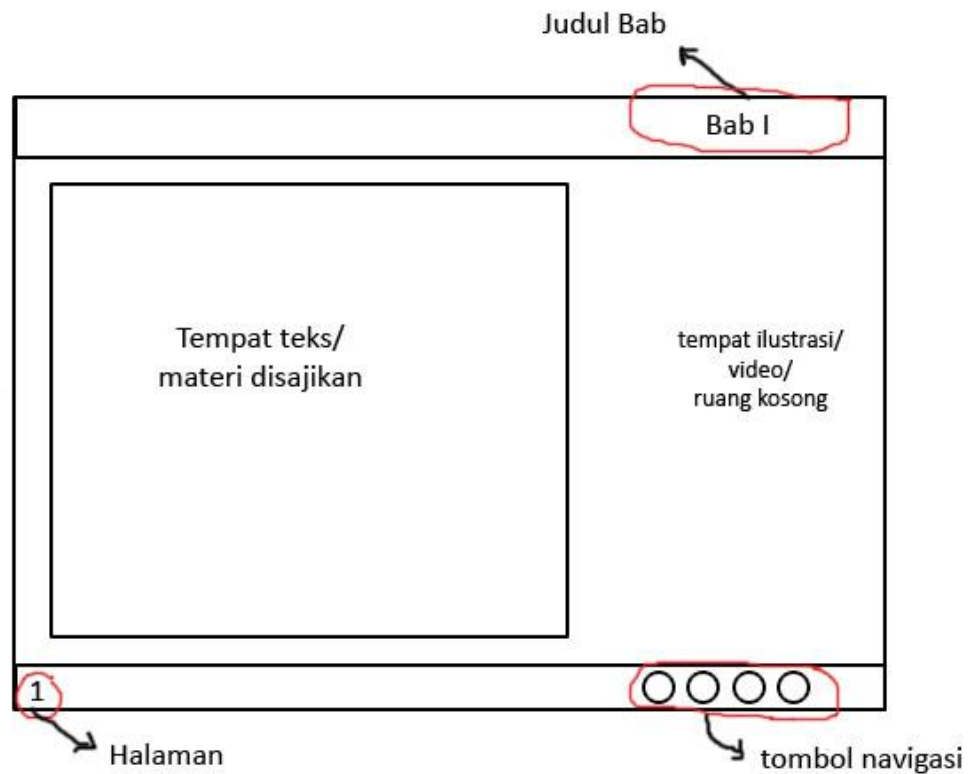 Judul Bab
Bab I
Tempat teks/
materi disajikan
tempat ilustrasi/
video/
ruang kosong
1
Halaman
tombol navigasi